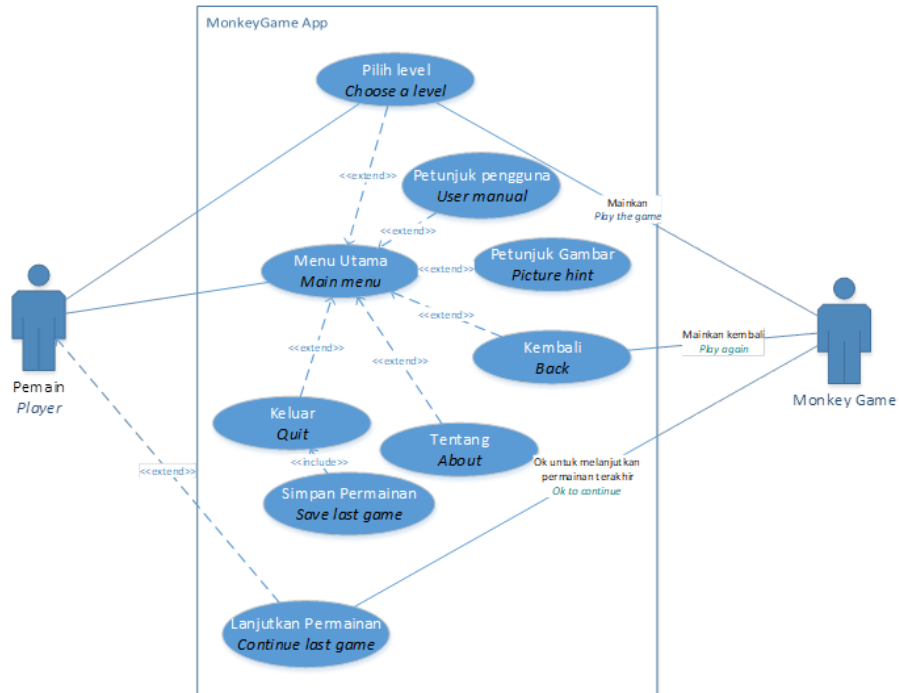 MonkeyGame App
Pilih level
Choose a level
<<extend>>
Petunjuk pengguna
User manual
Mainkan
Play the game
<<extend>>
Menu Utama
Main menu
<<extend>>
Petunjuk Gambar
Picture hint
<<extend>>
Mainkan kembali
Play again
Kembali
Back
<<extend>>
<<extend>>
Pemain
Player
Monkey Game
Keluar
Quit
Tentang
About
<<include>>
<<extend>>
Ok untuk melanjutkan
permainan terakhir
Ok to continue
Simpan Permainan
Save last game
Lanjutkan Permainan
Continue last game